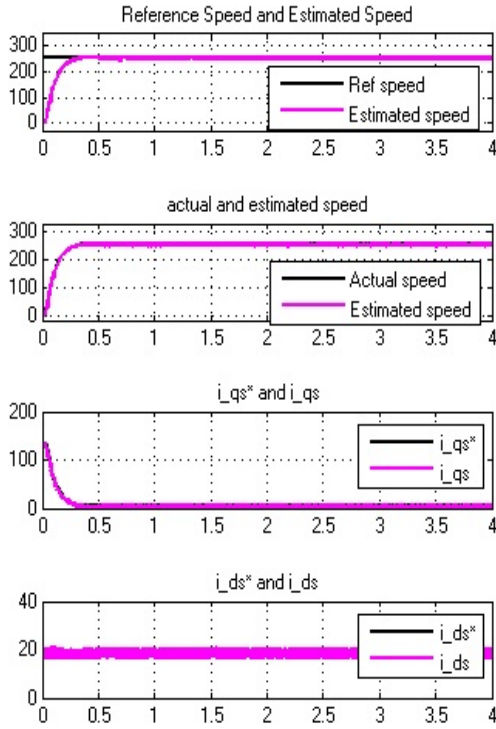 Reference Speed and Estimated Speed
300
200
100
0
Ref speed
Estimated speed
0 0.5 1 1.5 2 2.5 3 3.5 4
actual and estimated speed
300
200
100
0
Actual speed
Estimated speed
0 0.5 1 1.5 2 2.5 3 3.5 4
i_qs* and i_qs
200
100
0
i_qs*
i_qs
0 0.5 1 1.5 2 2.5 3 3.5 4
i_ds* and i_ds
40
20
0
i_ds*
i_ds
0 0.5 1 1.5 2 2.5 3 3.5 4